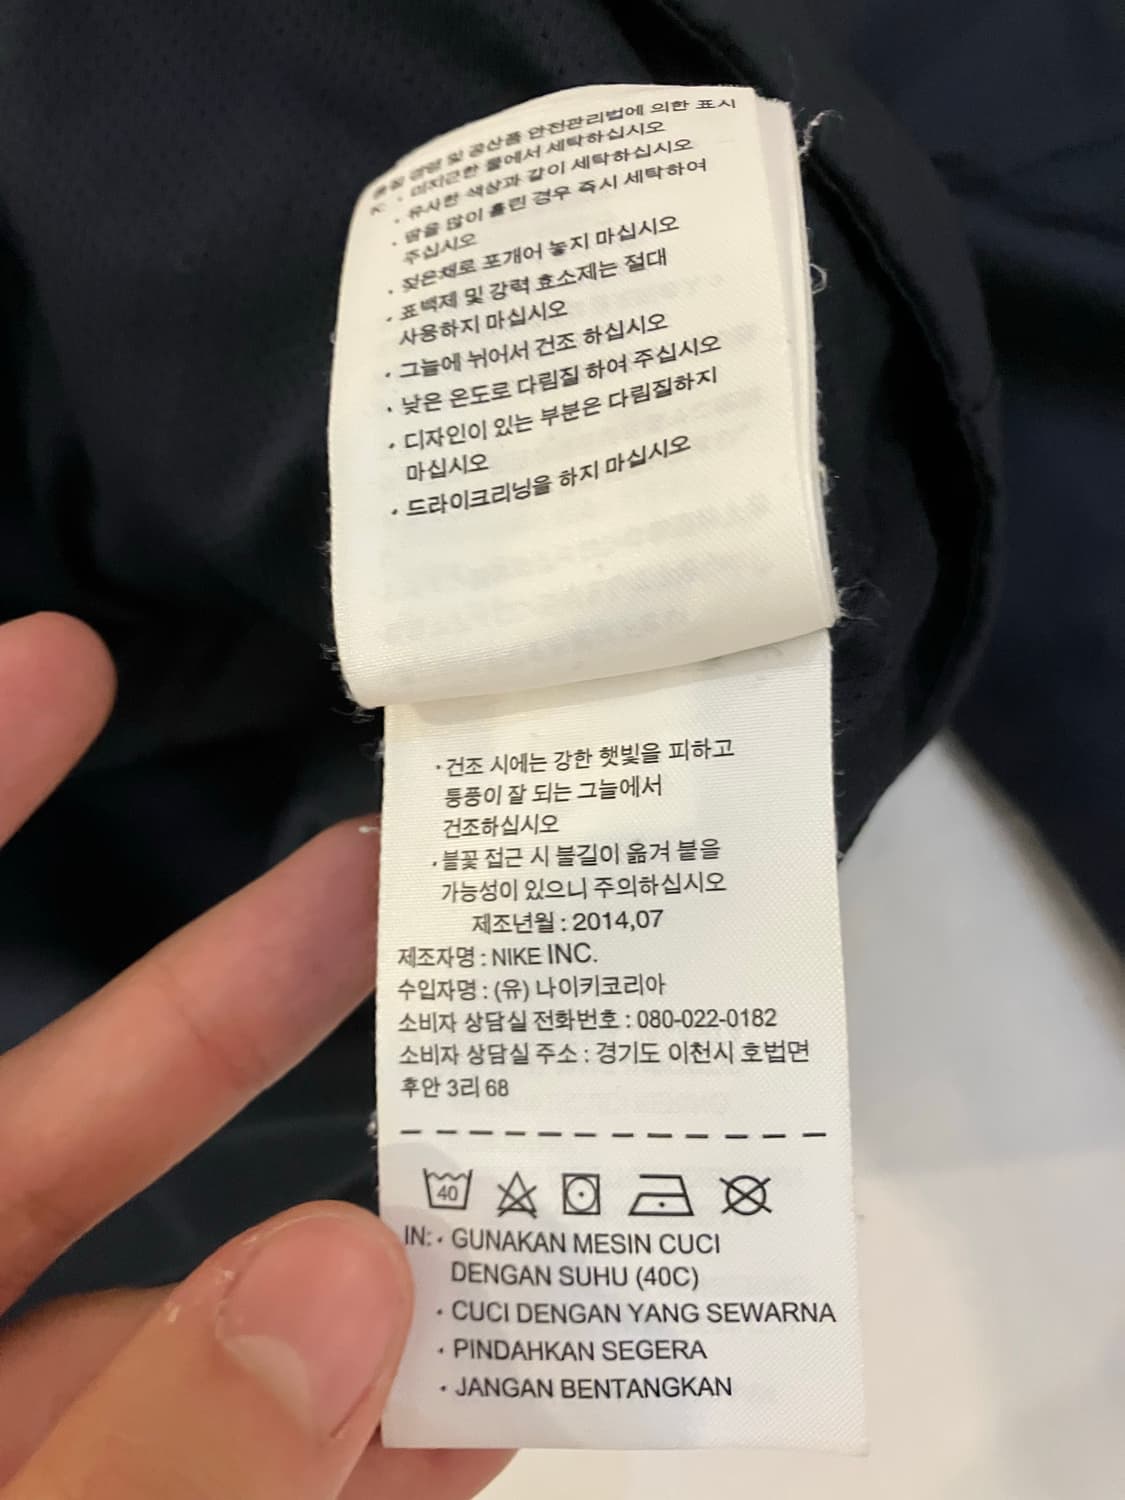 품질 경영 및 공산품 안전관리법에 의한 표시
K: · 미지근한 물에서 세탁하십시오
· 유사한 색상과 같이 세탁하십시오
· 땀을 많이 흘린 경우 즉시 세탁하여
주십시오
· 젖은채로 포개어 놓지 마십시오
· 표백제 및 강력 효소제는 절대
사용하지 마십시오
· 그늘에 뉘어서 건조 하십시오
· 낮은 온도로 다림질 하여 주십시오
· 디자인이 있는 부분은 다림질하지
마십시오
· 드라이크리닝을 하지 마십시오
· 건조 시에는 강한 햇빛을 피하고
통풍이 잘 되는 그늘에서
건조하십시오
· 불꽃 접근 시 불길이 옮겨 붙을
가능성이 있으니 주의하십시오
제조년월 : 2014,07
제조자명 : NIKE INC.
수입자명 : (유) 나이키코리아
소비자 상담실 전화번호 : 080-022-0182
소비자 상담실 주소 : 경기도 이천시 호법면
후안 3리 68
40
IN: · GUNAKAN MESIN CUCI
DENGAN SUHU (40C)
· CUCI DENGAN YANG SEWARNA
· PINDAHKAN SEGERA
· JANGAN BENTANGKAN